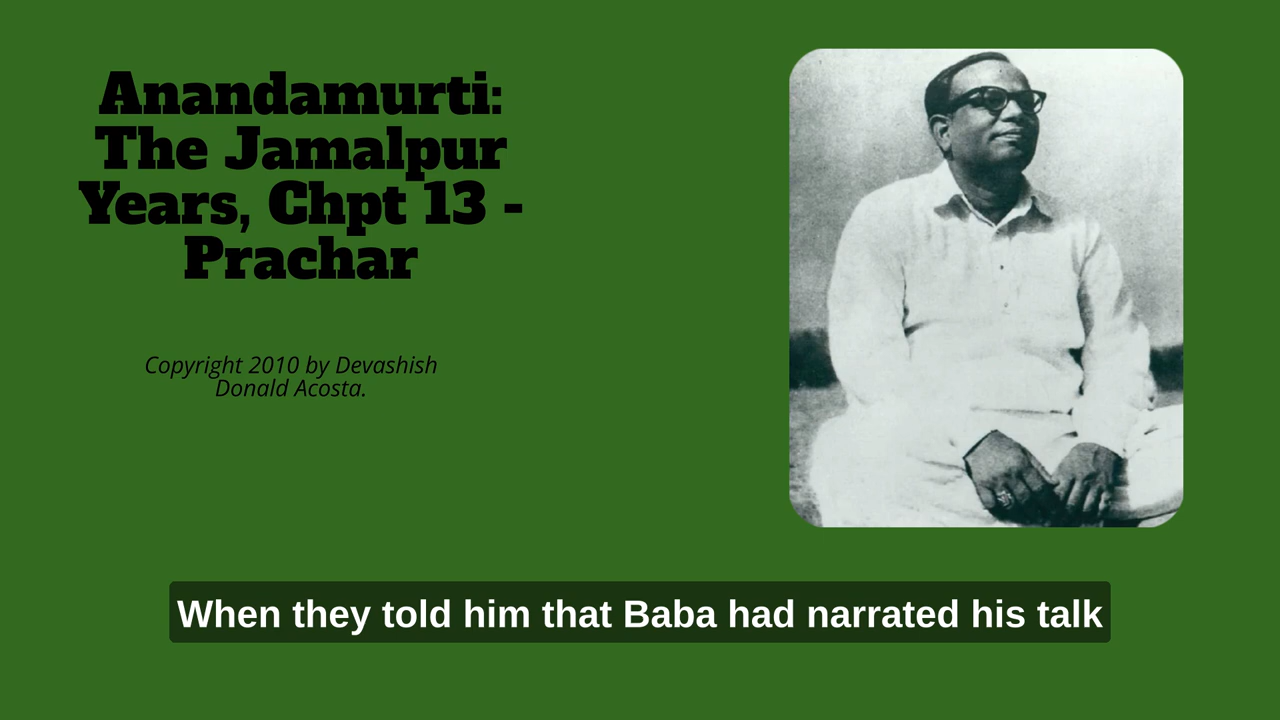 Anandamurti:
The Jamalpur
Years, Chpt 13 -
Prachar
Copyright 2010 by Devashish
Donald Acosta.
When they told him that Baba had narrated his talk